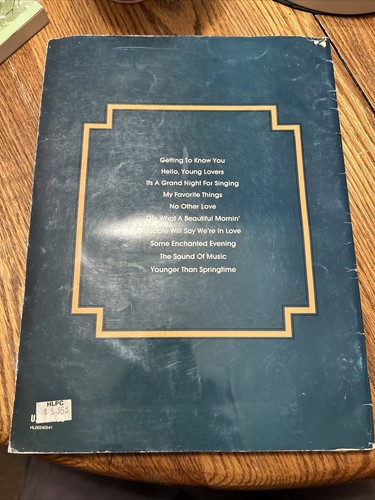 Getting To Know You
Hello, Young Lovers
Its A Grand Night For Singing
My Favorite Things
No Other Love
Oh, What A Beautiful Mornin'
People Will Say We're In Love
Some Enchanted Evening
The Sound Of Music
Younger Than Springtime
HLPC
U
HL00240541